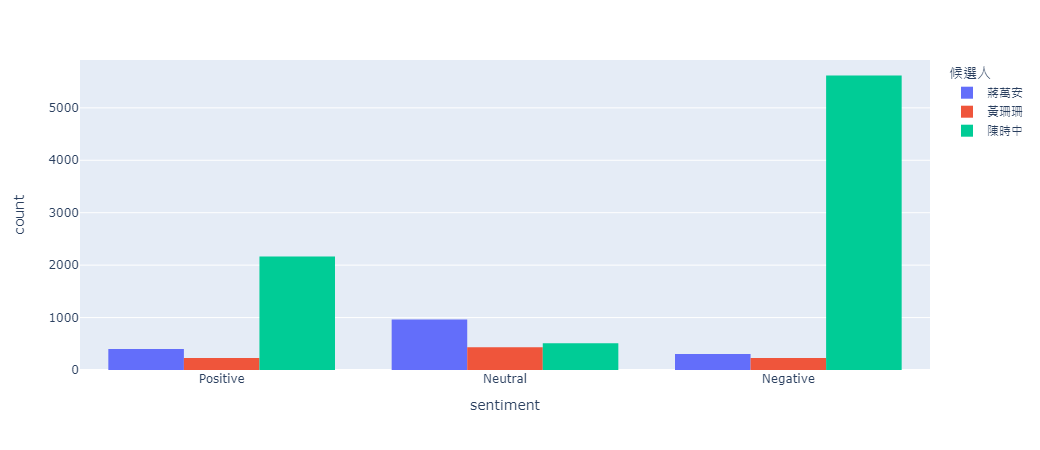 候選人
蔣萬安
黃珊珊
陳時中
count
5000
4000
3000
2000
1000
0
Positive
Neutral
Negative
sentiment